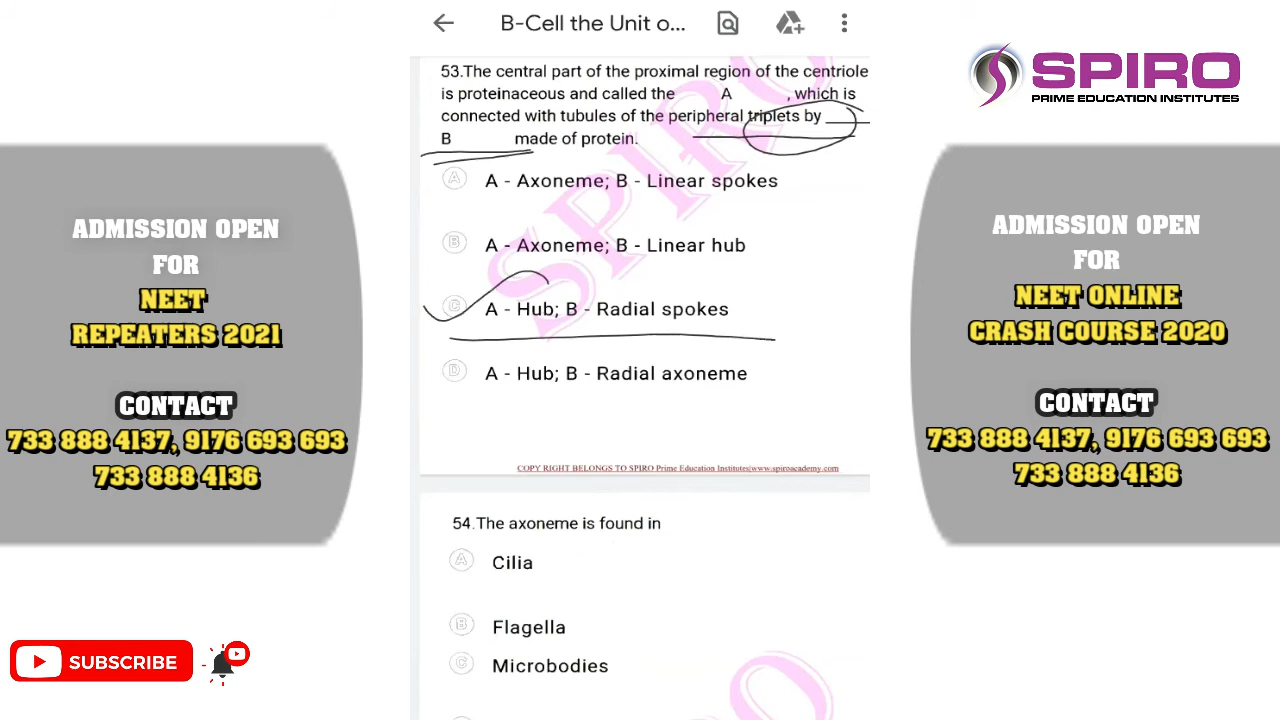 B-Cell the Unit o...
SPIRO
PRIME EDUCATION INSTITUTES
53.The central part of the proximal region of the centriole
is proteinaceous and called the A , which is
connected with tubules of the peripheral triplets by
B made of protein.
A A - Axoneme; B - Linear spokes
B A - Axoneme; B - Linear hub
C A - Hub; B - Radial spokes
D A - Hub; B - Radial axoneme
COPY RIGHT BELONGS TO SPIRO Prime Education Institutes|www.spiroacademy.com
54.The axoneme is found in
A Cilia
B Flagella
C Microbodies
SPIRO
SPIRO
ADMISSION OPEN
FOR
NEET
REPEATERS 2021
CONTACT
733 888 4137, 9176 693 693
733 888 4136
SUBSCRIBE
ADMISSION OPEN
FOR
NEET ONLINE
CRASH COURSE 2020
CONTACT
733 888 4137, 9176 693 693
733 888 4136